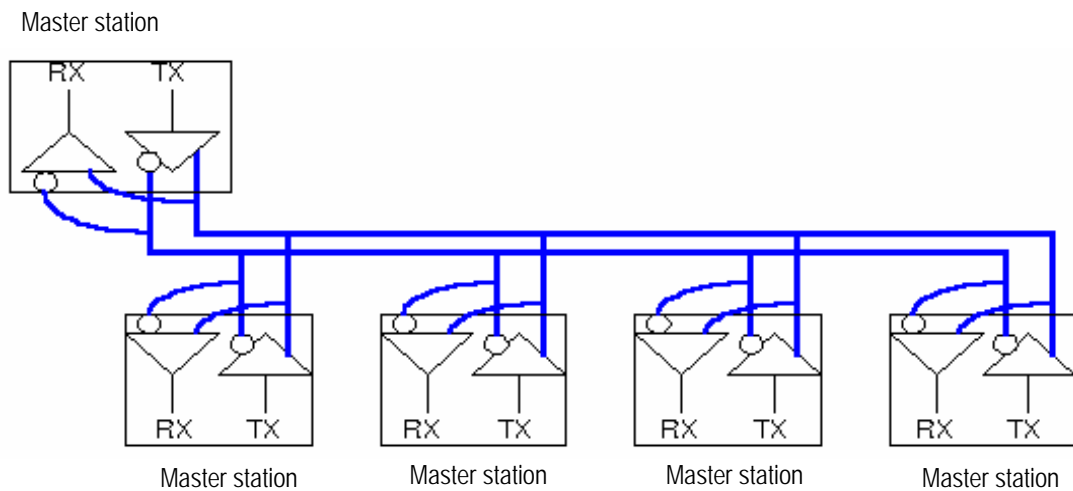 Master station
RX TX
RX TX RX TX RX TX RX TX
Master station Master station Master station Master station